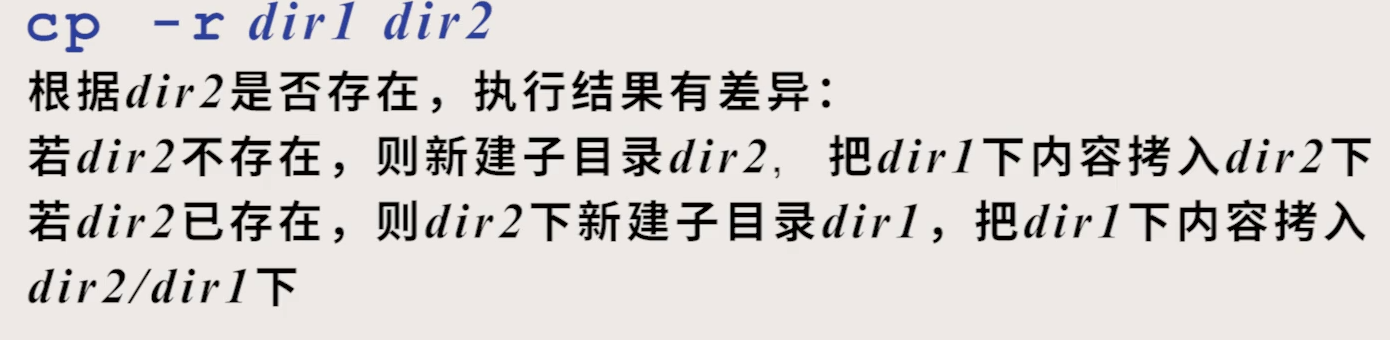 cp -r dir1 dir2
根据dir2是否存在，执行结果有差异：
若dir2不存在，则新建子目录dir2, 把dir1下内容拷入dir2下
若dir2已存在，则dir2下新建子目录dir1，把dir1下内容拷入
dir2/dir1下